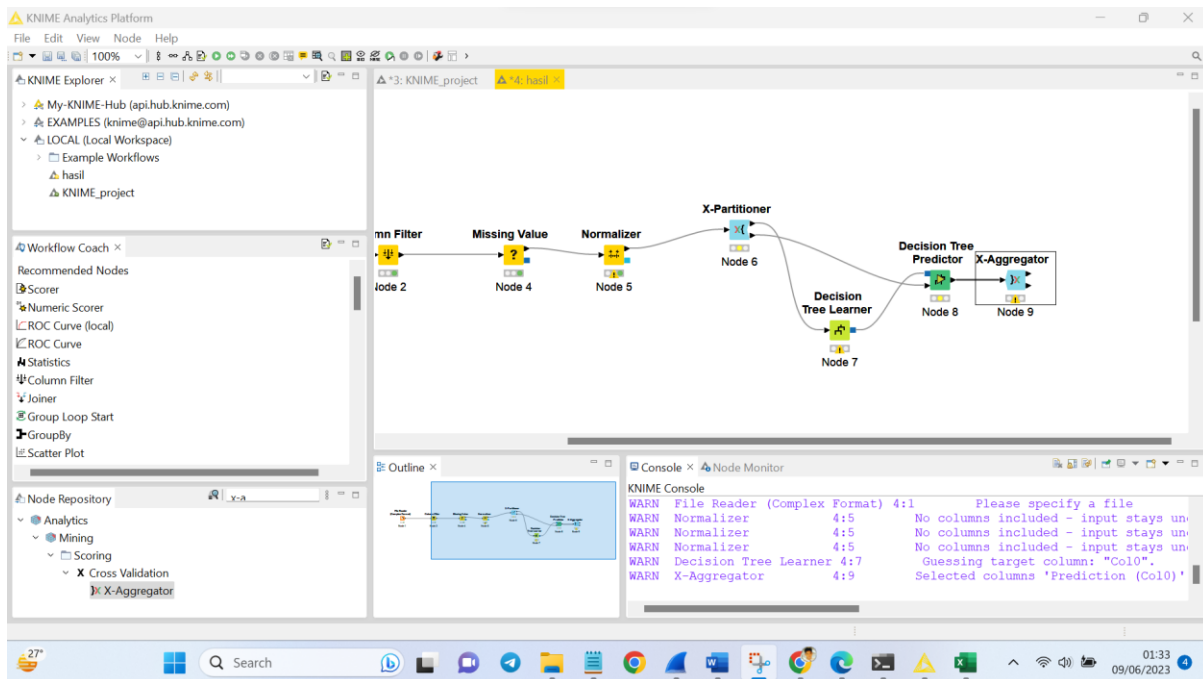 KNIME Analytics Platform
File Edit View Node Help
100%
KNIME Explorer
My-KNIME-Hub (api.hub.knime.com)
EXAMPLES (knime@api.hub.knime.com)
LOCAL (Local Workspace)
Example Workflows
hasil
KNIME_project
*3: KNIME_project
*4: hasil
mn Filter
Node 2
Missing Value
Node 4
Normalizer
Node 5
X-Partitioner
Node 6
Decision
Tree Learner
Node 7
Decision Tree
Predictor
Node 8
X-Aggregator
Node 9
Workflow Coach
Recommended Nodes
Scorer
Numeric Scorer
ROC Curve (local)
ROC Curve
Statistics
Column Filter
Joiner
Group Loop Start
GroupBy
Scatter Plot
Node Repository
x-a
Analytics
Mining
Scoring
X Cross Validation
X-Aggregator
Outline
Console
Node Monitor
KNIME Console
WARN File Reader (Complex Format) 4:1 Please specify a file
WARN Normalizer 4:5 No columns included - input stays un
WARN Normalizer 4:5 No columns included - input stays un
WARN Normalizer 4:5 No columns included - input stays un
WARN Decision Tree Learner 4:7 Guessing target column: "Col0".
WARN X-Aggregator 4:9 Selected columns 'Prediction (Col0)'
27°
Search
01:33
09/06/2023
4